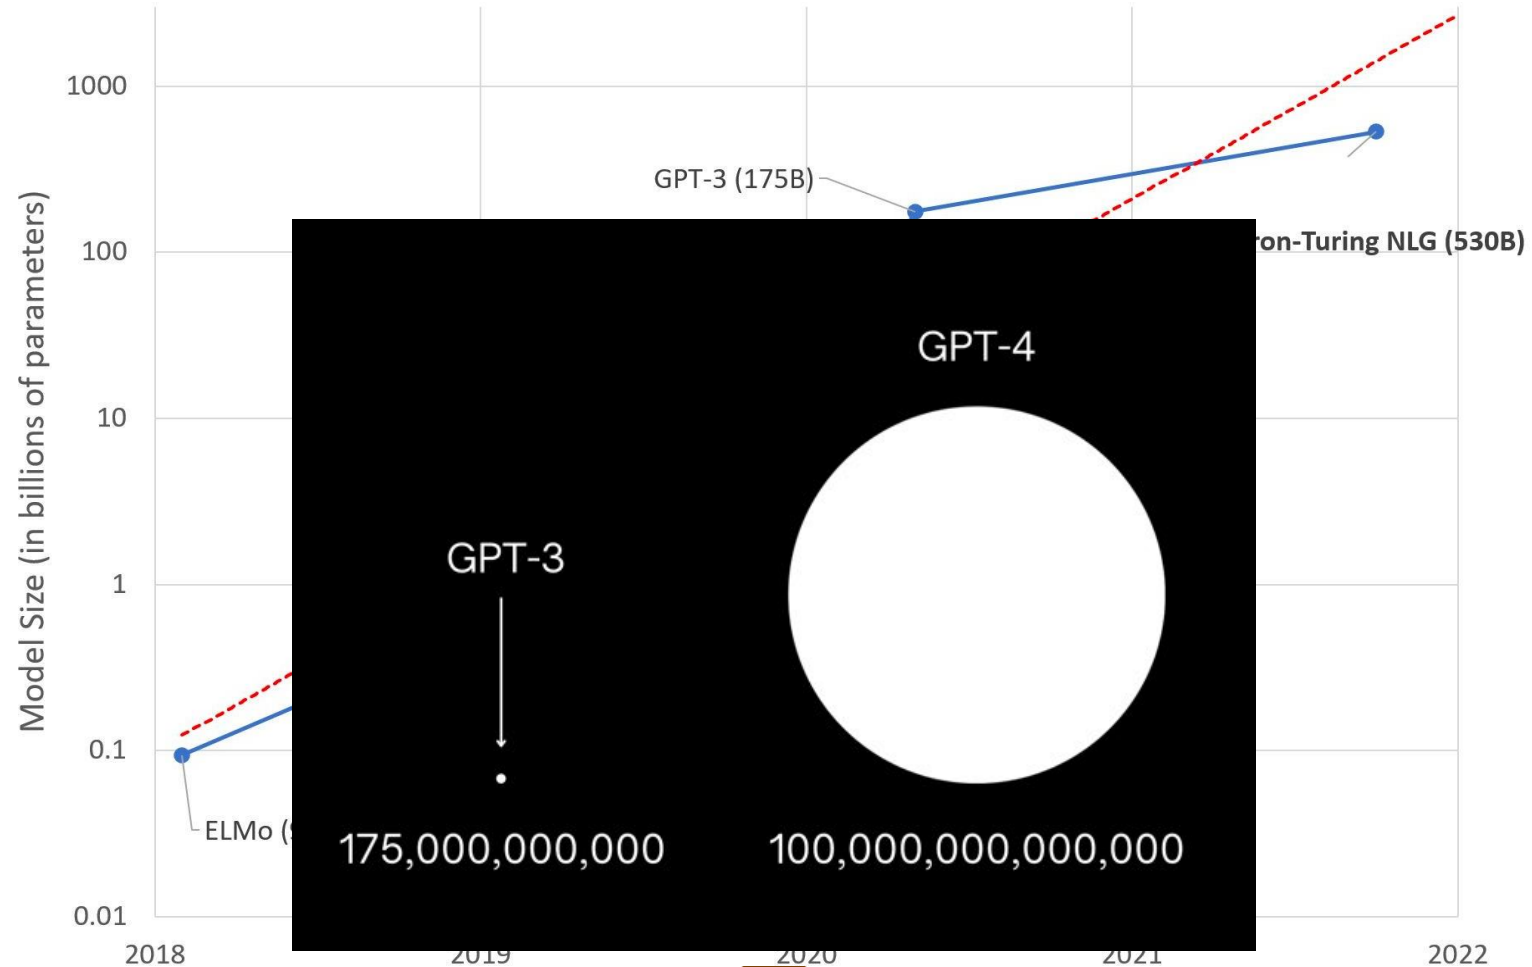 Model Size (in billions of parameters)
1000
100
10
1
0.1
0.01
GPT-3 (175B)
ron-Turing NLG (530B)
ELMo (
GPT-4
GPT-3
175,000,000,000
100,000,000,000,000
2018
2019
2020
2021
2022